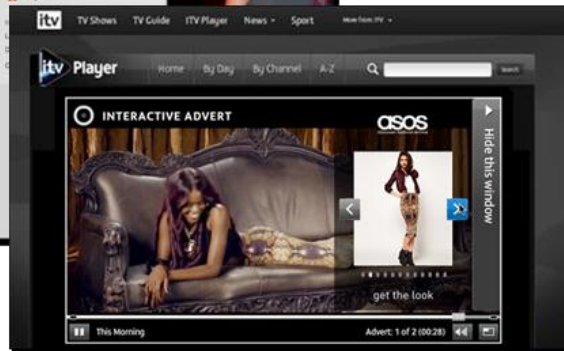 itv TV Shows TV Guide ITV Player News Sport More from ITV
itv Player Home By Day By Channel A-Z Search
INTERACTIVE ADVERT
asos
Hide this window
get the look
This Morning Advert: 1 of 2 (00:28)